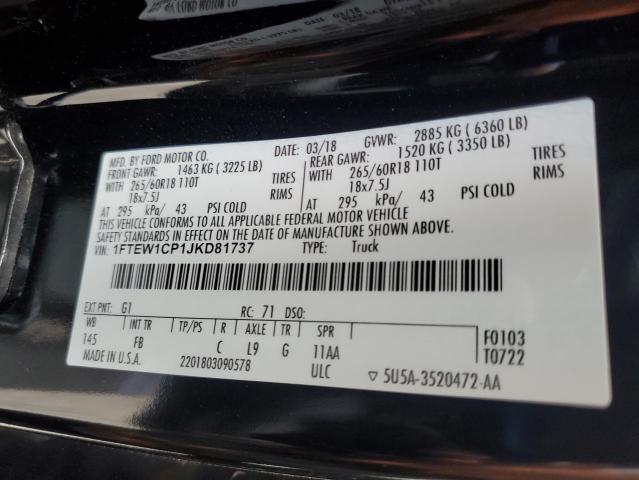 MFD. BY FORD MOTOR CO.
03/18
GVWR: 2885 KG ( 6360 LB)
FRONT GAWR: 1463 KG ( 3225 LB)
REAR GAWR: 1520 KG ( 3350 LB)
WITH 265/60R18 110T TIRES
WITH 265/60R18 110T TIRES
18x7.5J RIMS
18x7.5J RIMS
AT 295 kPa/ 43 PSI COLD
AT 295 kPa/ 43 PSI COLD
THIS VEHICLE CONFORMS TO ALL APPLICABLE FEDERAL MOTOR VEHICLE
SAFETY STANDARDS IN EFFECT ON THE DATE OF MANUFACTURE SHOWN ABOVE.
VIN: 1FTEW1CP1JKD81737 TYPE: Truck
EXT PNT: G1 RC: 71 DSO:
WB INT TR TP/PS R AXLE TR SPR F0103
145 FB C L9 G 11AA T0722
MADE IN U.S.A. 2201803090578 ULC
▽ 5U5A-3520472-AA